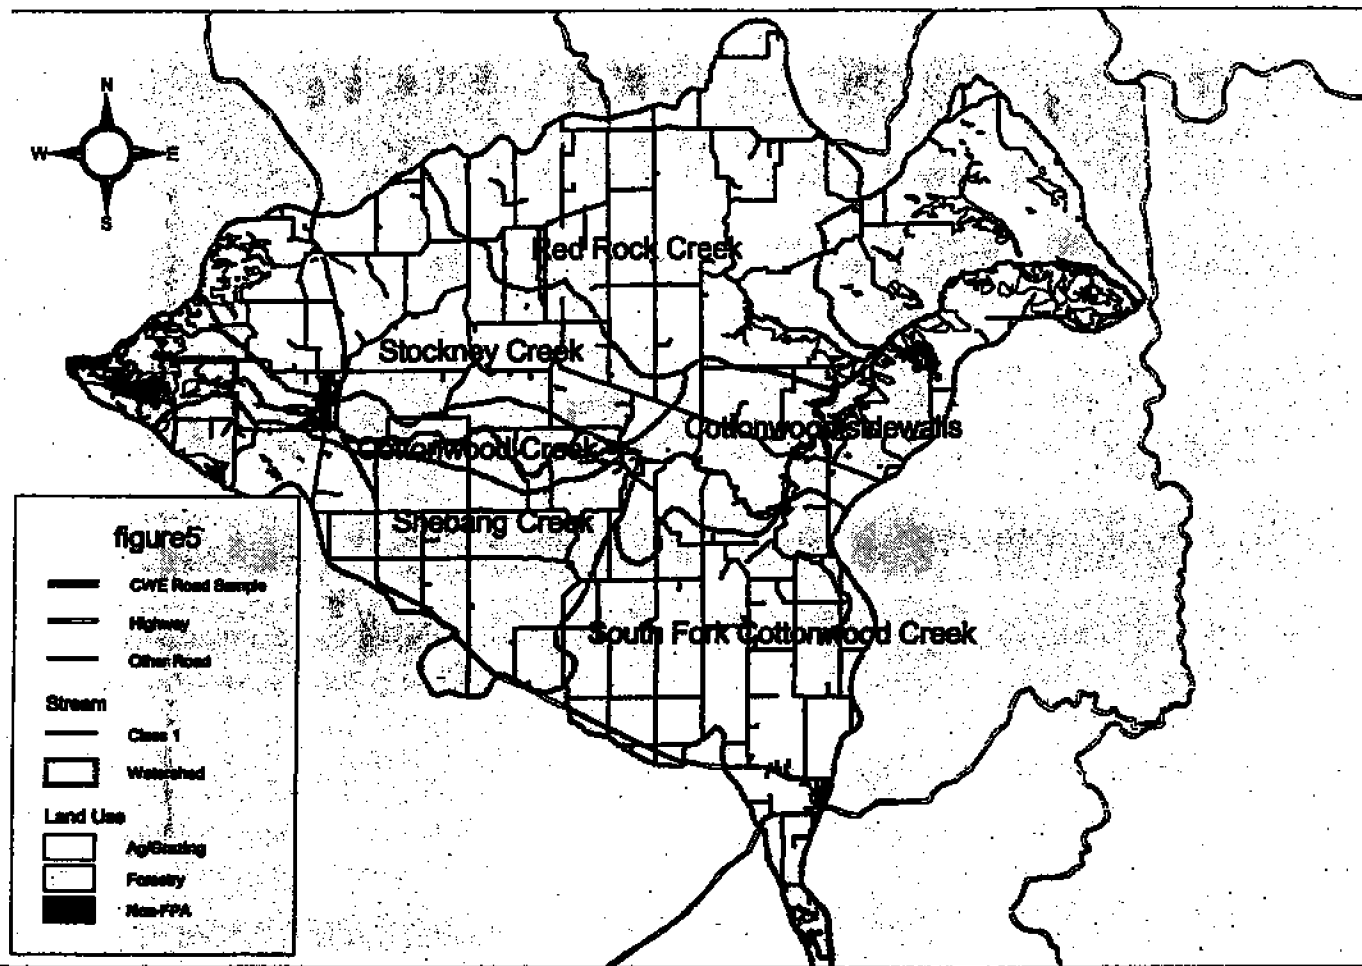 N
W E
S
Red Rock Creek
Stockney Creek
Cottonwood sidewalls
Cottonwood Creek
Shebang Creek
South Fork Cottonwood Creek
figure5
CWE Road Sample
Highway
Other Road
Stream
Class 1
Watershed
Land Use
Ag/Grazing
Forestry
Non-FPA